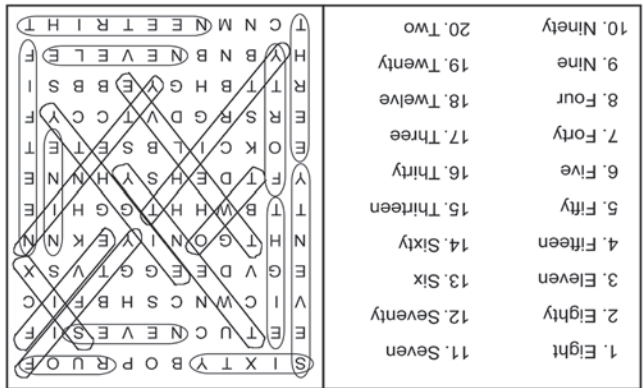 1. Eight 11. Seven
2. Eighty 12. Seventy
3. Eleven 13. Six
4. Fifteen 14. Sixty
5. Fifty 15. Thirteen
6. Five 16. Thirty
7. Forty 17. Three
8. Four 18. Twelve
9. Nine 19. Twenty
10. Ninety 20. Two
S I X T Y B O P R U O F
E E T U C N E V E S I F
V I C W N C S H B F I C
E G V D E E G G T V S X
N H T G O N I Y E K N N
T T B W H H T G G H I E
Y F T D E H S Y H N N E
E O K C I L B S E T E T
E R S R G D V T C C Y F
R T T B H G Y E B B S I
H Y B N B N E V E L E F
T C N M N E E T R I H T